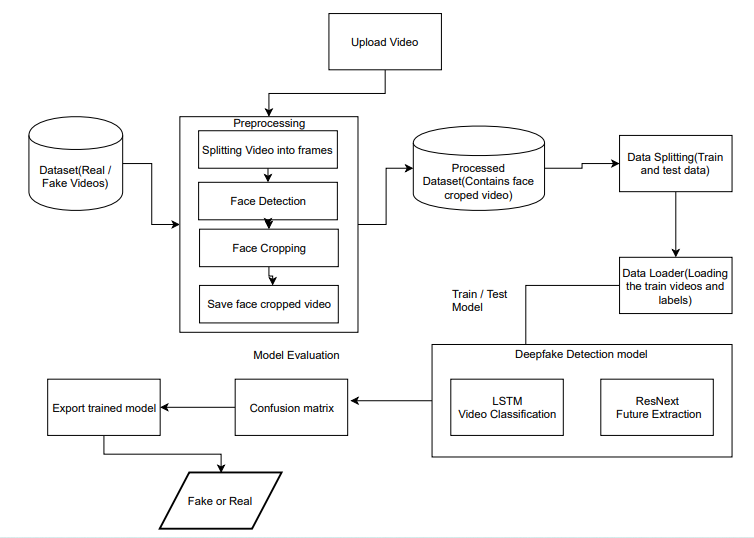 Upload Video
Preprocessing
Splitting Video into frames
Face Detection
Face Cropping
Save face cropped video
Dataset(Real /
Fake Videos)
Processed
Dataset(Contains face
croped video)
Data Splitting(Train
and test data)
Data Loader(Loading
the train videos and
labels)
Train / Test
Model
Deepfake Detection model
LSTM
Video Classification
ResNext
Future Extraction
Model Evaluation
Confusion matrix
Export trained model
Fake or Real